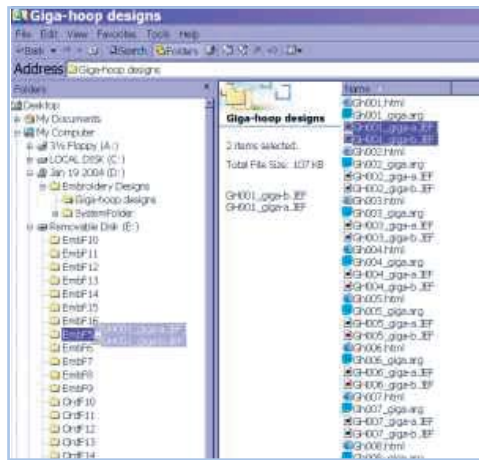 Giga-hoop designs
File Edit View Favorites Tools Help
Back Search Folders
Address Giga-hoop designs
Folders
Desktop
My Documents
My Computer
3½ Floppy (A:)
LOCAL DISK (C:)
Jan 19 2004 (D:)
Embroidery Designs
Giga-hoop designs
SystemFolder
Removable Disk (E:)
EmbF10
EmbF11
EmbF12
EmbF13
EmbF14
EmbF15
EmbF16
EmbF5
EmbF6
EmbF7
EmbF8
EmbF9
OrdF10
OrdF11
OrdF12
OrdF13
OrdF14
GH001_giga-a.JEF
GH001_giga-b.JEF
Giga-hoop designs
2 items selected.
Total File Size: 107 KB
GH001_giga-b.JEF
GH001_giga-a.JEF
Name
Gh001.html
Gh001_giga.arg
GH001_giga-a.JEF
GH001_giga-b.JEF
Gh002.html
Gh002_giga.arg
GH002_giga-a.JEF
GH002_giga-b.JEF
Gh003.html
Gh003_giga.arg
GH003_giga-a.JEF
GH003_giga-b.JEF
Gh004.html
Gh004_giga.arg
GH004_giga-a.JEF
GH004_giga-b.JEF
Gh005.html
Gh005_giga.arg
GH005_giga-a.JEF
GH005_giga-b.JEF
Gh006.html
Gh006_giga.arg
GH006_giga-a.JEF
GH006_giga-b.JEF
Gh007.html
Gh007_giga.arg
GH007_giga-a.JEF
GH007_giga-b.JEF
Gh008.html